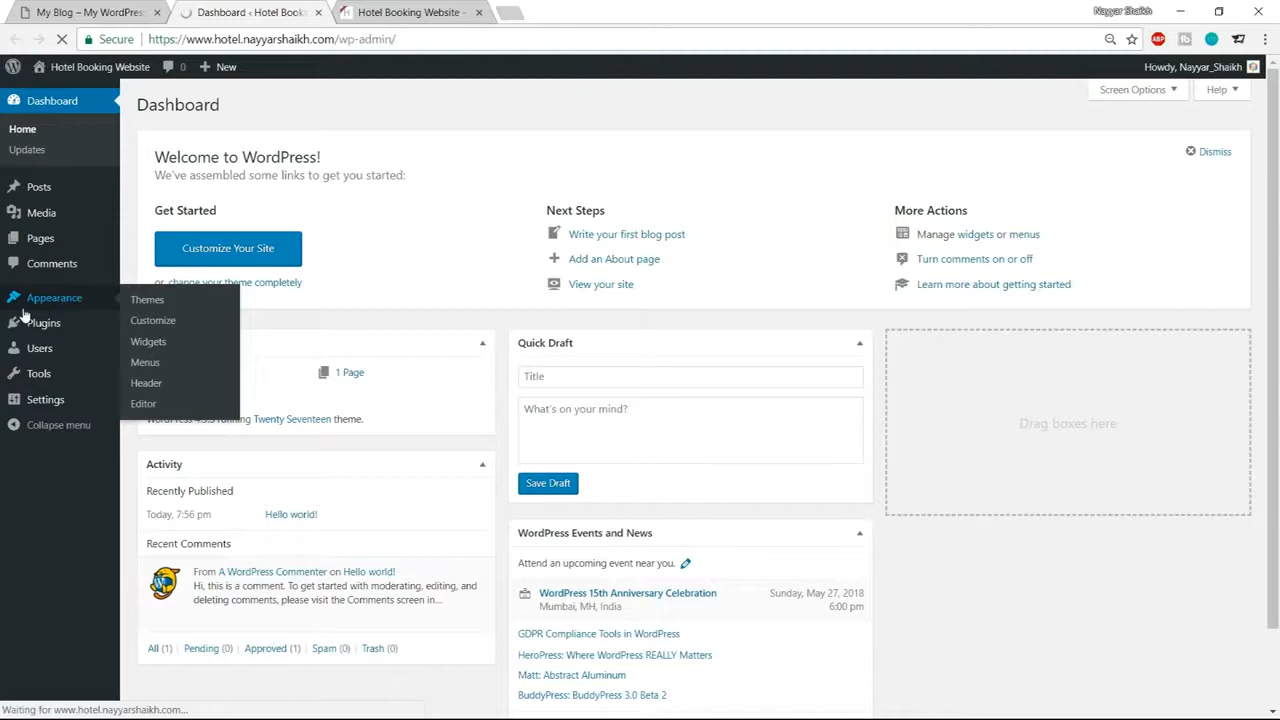 My Blog – My WordPress
Dashboard ‹ Hotel Book
Hotel Booking Website –
Nayyar Shaikh
Secure
https://www.hotel.nayyarshaikh.com/wp-admin/
ABP
Hotel Booking Website
0
New
Howdy, Nayyar_Shaikh
Dashboard
Home
Updates
Posts
Media
Pages
Comments
Appearance
Plugins
Users
Tools
Settings
Collapse menu
Themes
Customize
Widgets
Menus
Header
Editor
Dashboard
Screen Options
Help
Welcome to WordPress!
We've assembled some links to get you started:
Dismiss
Get Started
Customize Your Site
or, change your theme completely
Next Steps
Write your first blog post
Add an About page
View your site
More Actions
Manage widgets or menus
Turn comments on or off
Learn more about getting started
1 Page
running Twenty Seventeen theme.
Activity
Recently Published
Today, 7:56 pm
Hello world!
Recent Comments
From A WordPress Commenter on Hello world!
Hi, this is a comment. To get started with moderating, editing, and
deleting comments, please visit the Comments screen in...
All (1) | Pending (0) | Approved (1) | Spam (0) | Trash (0)
Quick Draft
Title
What's on your mind?
Save Draft
WordPress Events and News
Attend an upcoming event near you.
WordPress 15th Anniversary Celebration
Mumbai, MH, India
Sunday, May 27, 2018
6:00 pm
GDPR Compliance Tools in WordPress
HeroPress: Where WordPress REALLY Matters
Matt: Abstract Aluminum
BuddyPress: BuddyPress 3.0 Beta 2
Drag boxes here
Waiting for www.hotel.nayyarshaikh.com...